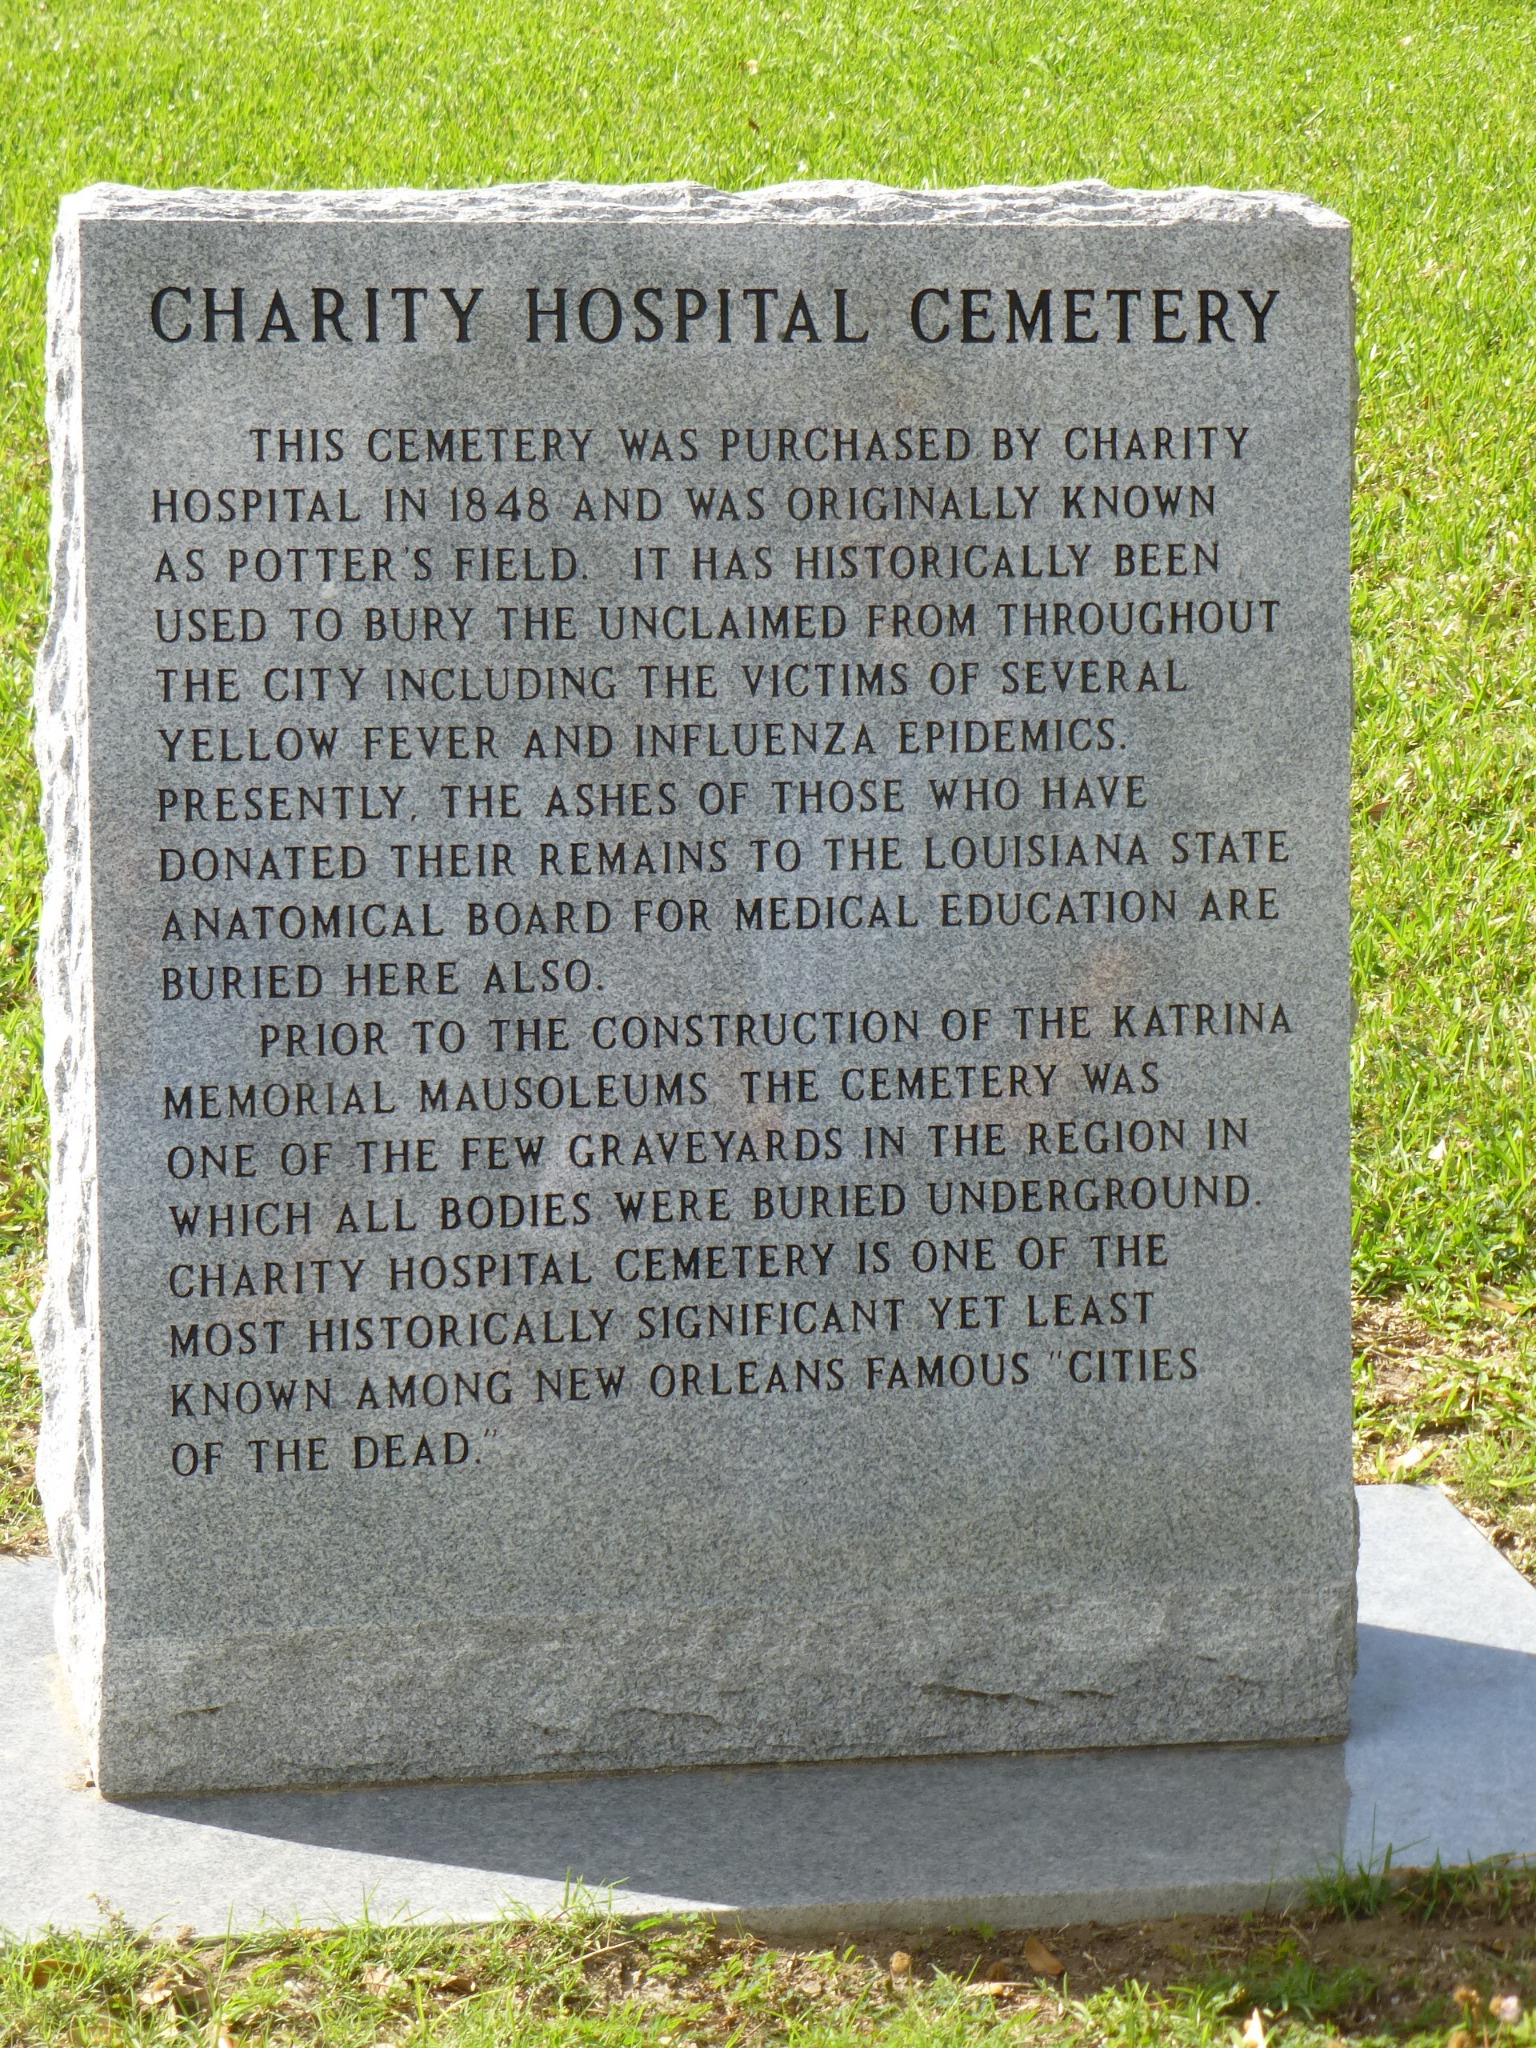 CHARITY HOSPITAL CEMETERY
THIS CEMETERY WAS PURCHASED BY CHARITY
HOSPITAL IN 1848 AND WAS ORIGINALLY KNOWN
AS POTTER'S FIELD. IT HAS HISTORICALLY BEEN
USED TO BURY THE UNCLAIMED FROM THROUGHOUT
THE CITY INCLUDING THE VICTIMS OF SEVERAL
YELLOW FEVER AND INFLUENZA EPIDEMICS.
PRESENTLY, THE ASHES OF THOSE WHO HAVE
DONATED THEIR REMAINS TO THE LOUISIANA STATE
ANATOMICAL BOARD FOR MEDICAL EDUCATION ARE
BURIED HERE ALSO.
PRIOR TO THE CONSTRUCTION OF THE KATRINA
MEMORIAL MAUSOLEUMS THE CEMETERY WAS
ONE OF THE FEW GRAVEYARDS IN THE REGION IN
WHICH ALL BODIES WERE BURIED UNDERGROUND.
CHARITY HOSPITAL CEMETERY IS ONE OF THE
MOST HISTORICALLY SIGNIFICANT YET LEAST
KNOWN AMONG NEW ORLEANS FAMOUS "CITIES
OF THE DEAD."